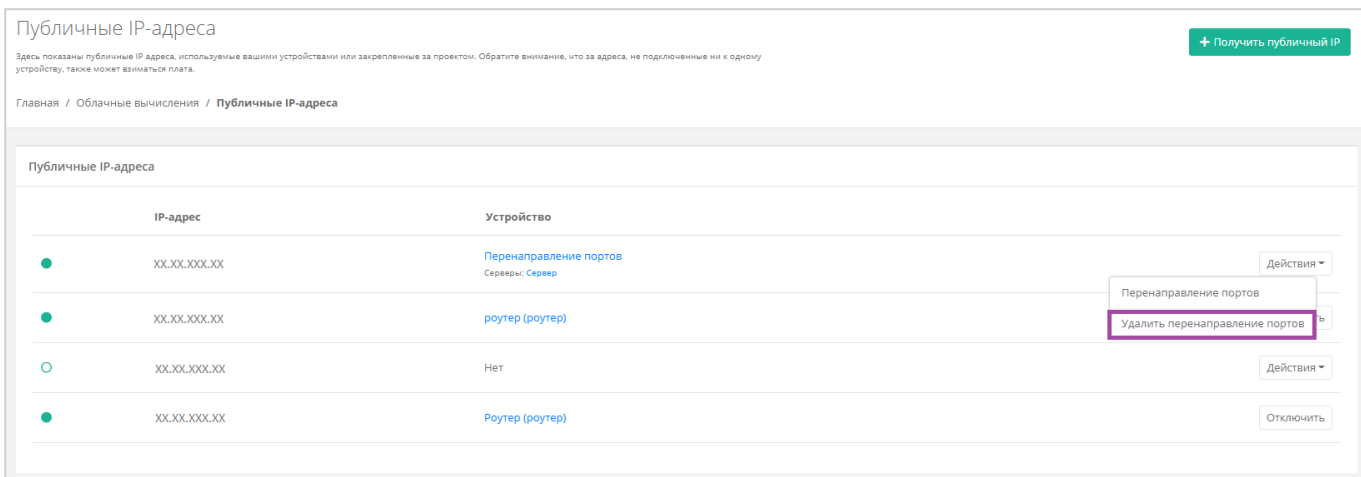 Публичные IP-адреса
+ Получить публичный IP
Здесь показаны публичные IP адреса, используемые вашими устройствами или закрепленные за проектом. Обратите внимание, что за адреса, не подключенные ни к одному
устройству, также может взиматься плата.
Главная / Облачные вычисления / Публичные IP-адреса
Публичные IP-адреса
IP-адрес Устройство
XX.XX.XXX.XX Перенаправление портов Действия
Серверы: Сервер
Перенаправление портов
XX.XX.XXX.XX роутер (роутер)
Удалить перенаправление портов
XX.XX.XXX.XX Нет Действия
XX.XX.XXX.XX Роутер (роутер) Отключить